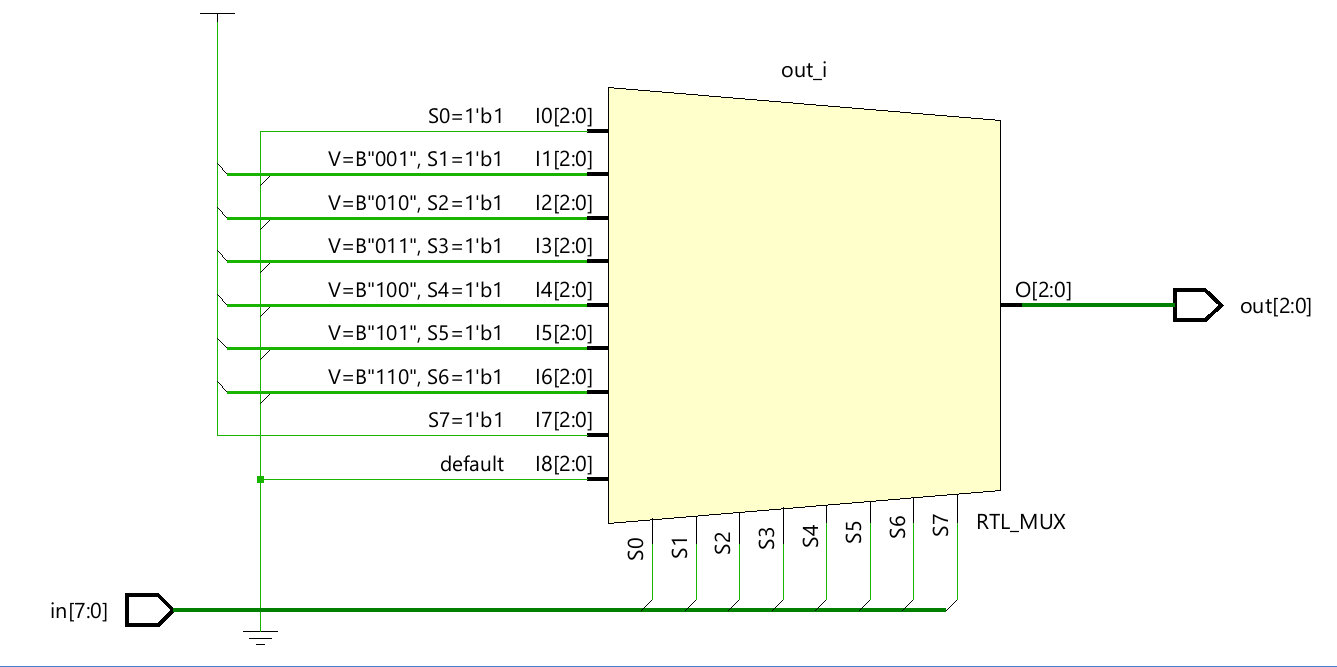 out_i
S0=1'b1 I0[2:0]
V=B"001", S1=1'b1 I1[2:0]
V=B"010", S2=1'b1 I2[2:0]
V=B"011", S3=1'b1 I3[2:0]
V=B"100", S4=1'b1 I4[2:0]
O[2:0]
out[2:0]
V=B"101", S5=1'b1 I5[2:0]
V=B"110", S6=1'b1 I6[2:0]
S7=1'b1 I7[2:0]
default I8[2:0]
S0 S1 S2 S3 S4 S5 S6 S7
RTL_MUX
in[7:0]